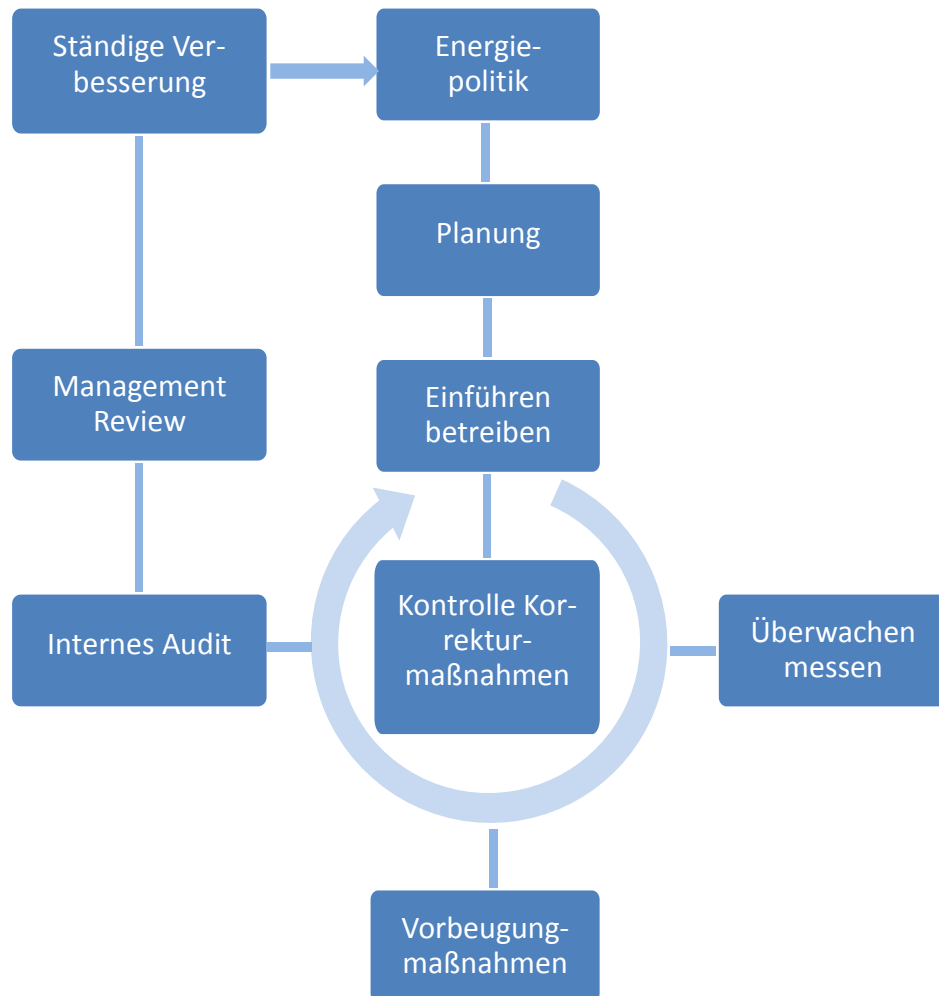 Ständige Ver-
besserung
Energie-
politik
Planung
Management
Review
Einführen
betreiben
Internes Audit
Kontrolle Kor-
rektur-
maßnahmen
Überwachen
messen
Vorbeugung-
maßnahmen